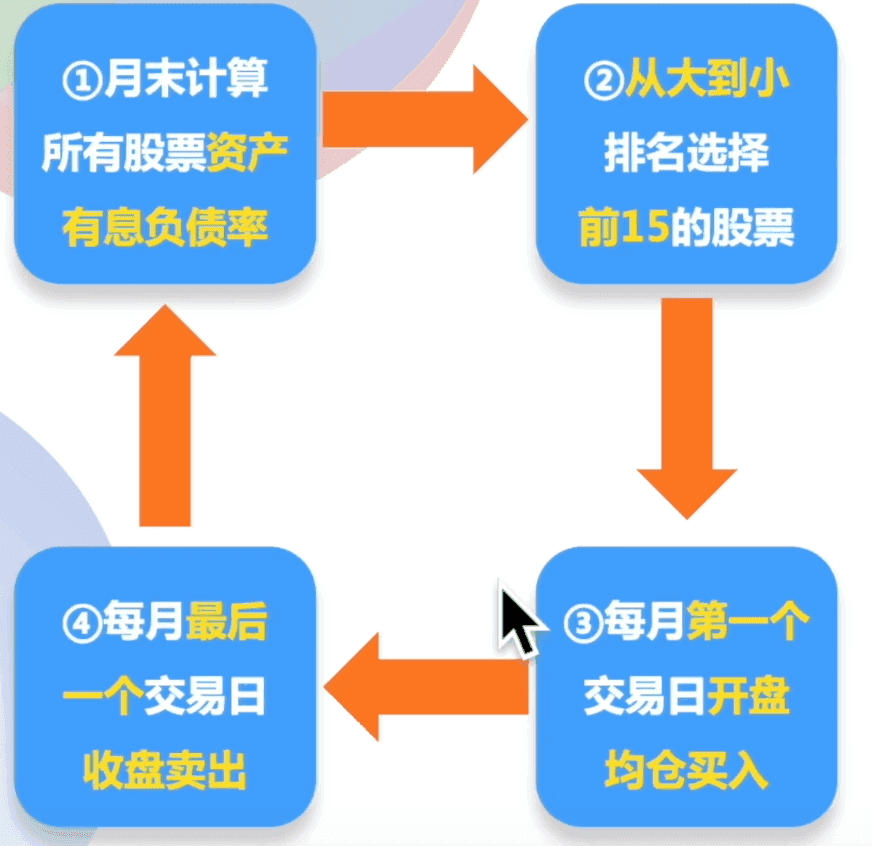 ①月末计算
所有股票资产
有息负债率
②从大到小
排名选择
前15的股票
③每月第一个
交易日开盘
均仓买入
④每月最后
一个交易日
收盘卖出